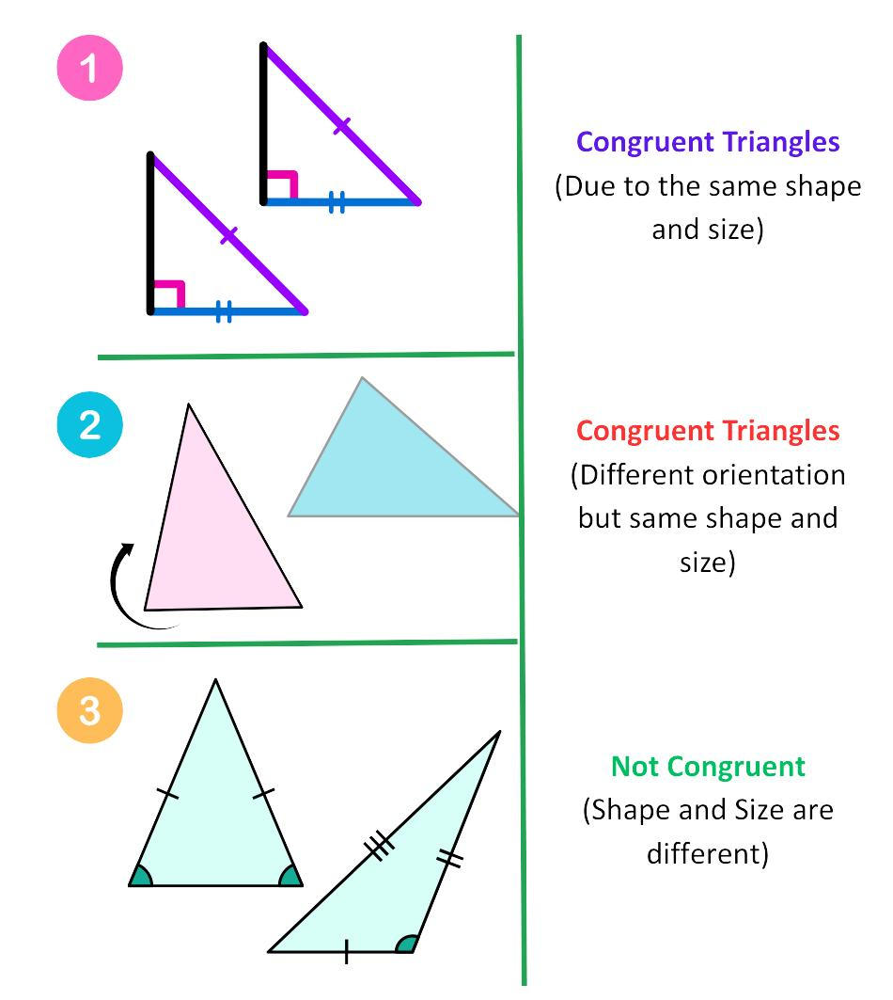 1
Congruent Triangles
(Due to the same shape
and size)
2
Congruent Triangles
(Different orientation
but same shape and
size)
3
Not Congruent
(Shape and Size are
different)